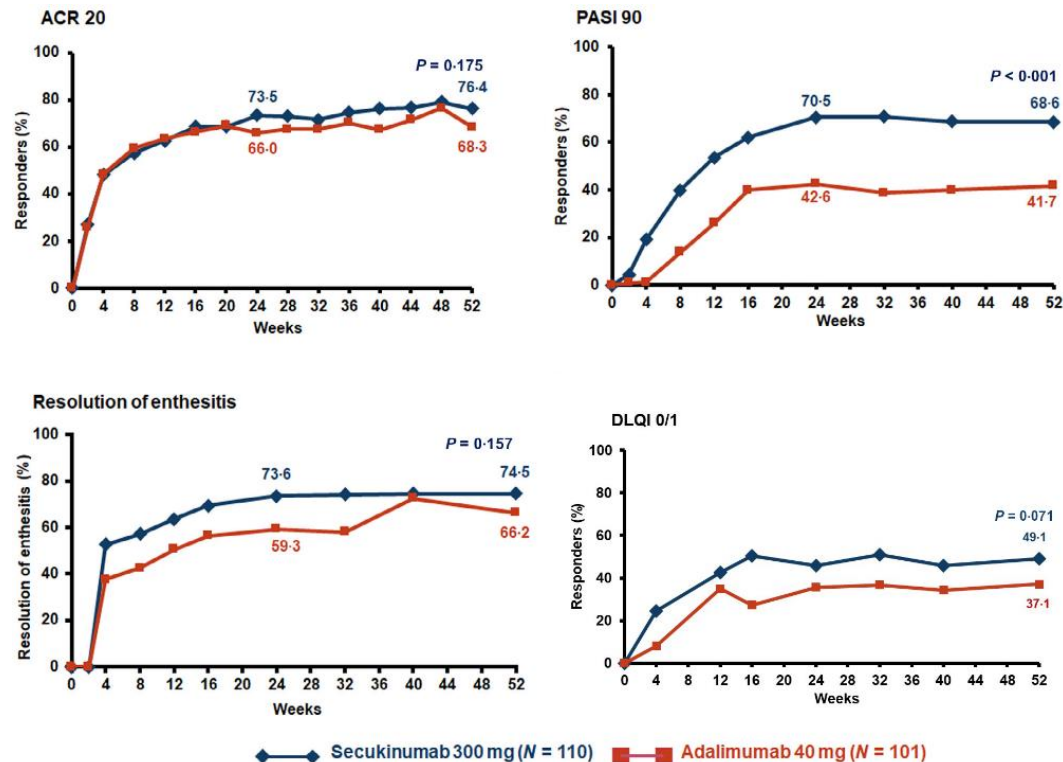 ACR 20
100
80
60
40
20
0
Responders (%)
P = 0·175
76·4
73·5
66·0
68·3
0 4 8 12 16 20 24 28 32 36 40 44 48 52
Weeks
PASI 90
100
80
60
40
20
0
Responders (%)
P < 0·001
70·5
68·6
42·6
41·7
0 4 8 12 16 20 24 28 32 36 40 44 48 52
Weeks
Resolution of enthesitis
100
80
60
40
20
0
Resolution of enthesitis (%)
P = 0·157
73·6
74·5
59·3
66·2
0 4 8 12 16 20 24 28 32 36 40 44 48 52
Weeks
DLQI 0/1
100
80
60
40
20
0
Responders (%)
P = 0·071
49·1
37·1
0 4 8 12 16 20 24 28 32 36 40 44 48 52
Weeks
Secukinumab 300 mg (N = 110)
Adalimumab 40 mg (N = 101)